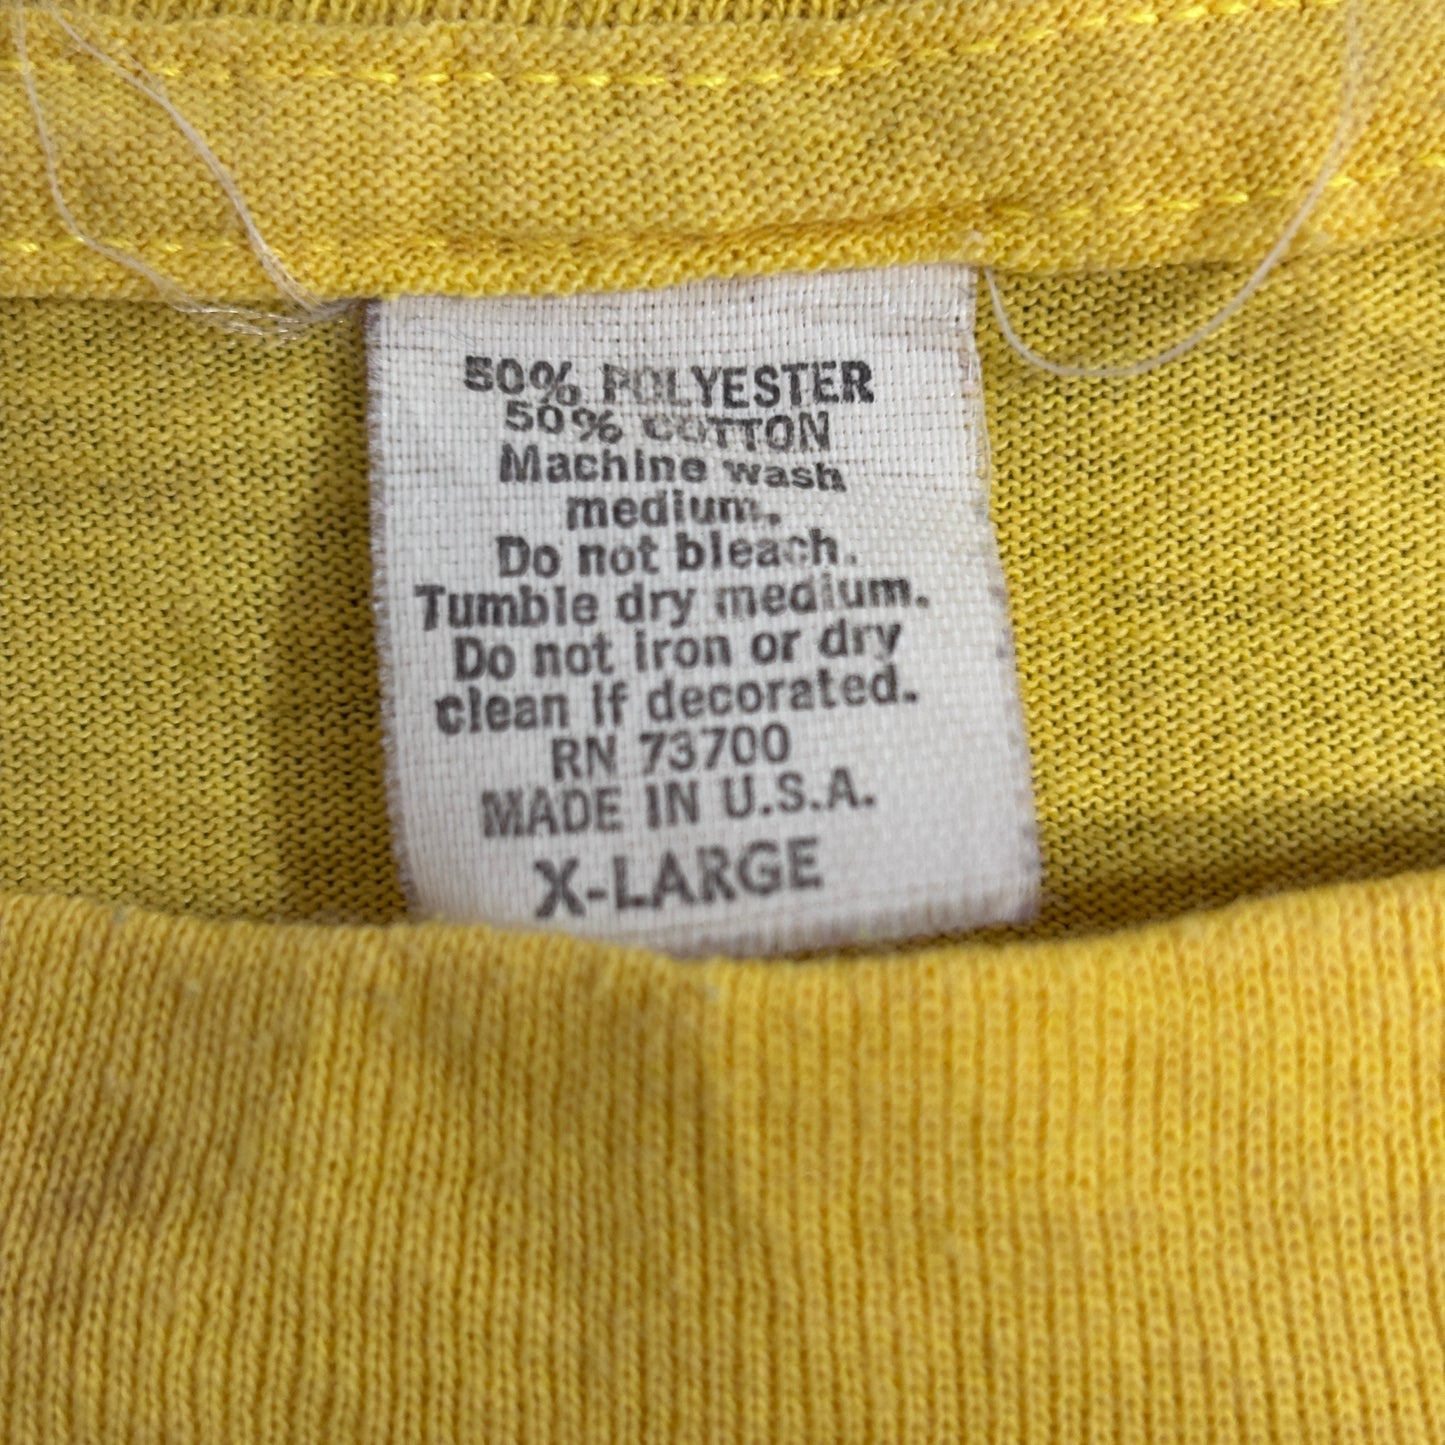 50% POLYESTER
50% COTTON
Machine wash
medium.
Do not bleach.
Tumble dry medium.
Do not iron or dry
clean if decorated.
RN 73700
MADE IN U.S.A.
X-LARGE